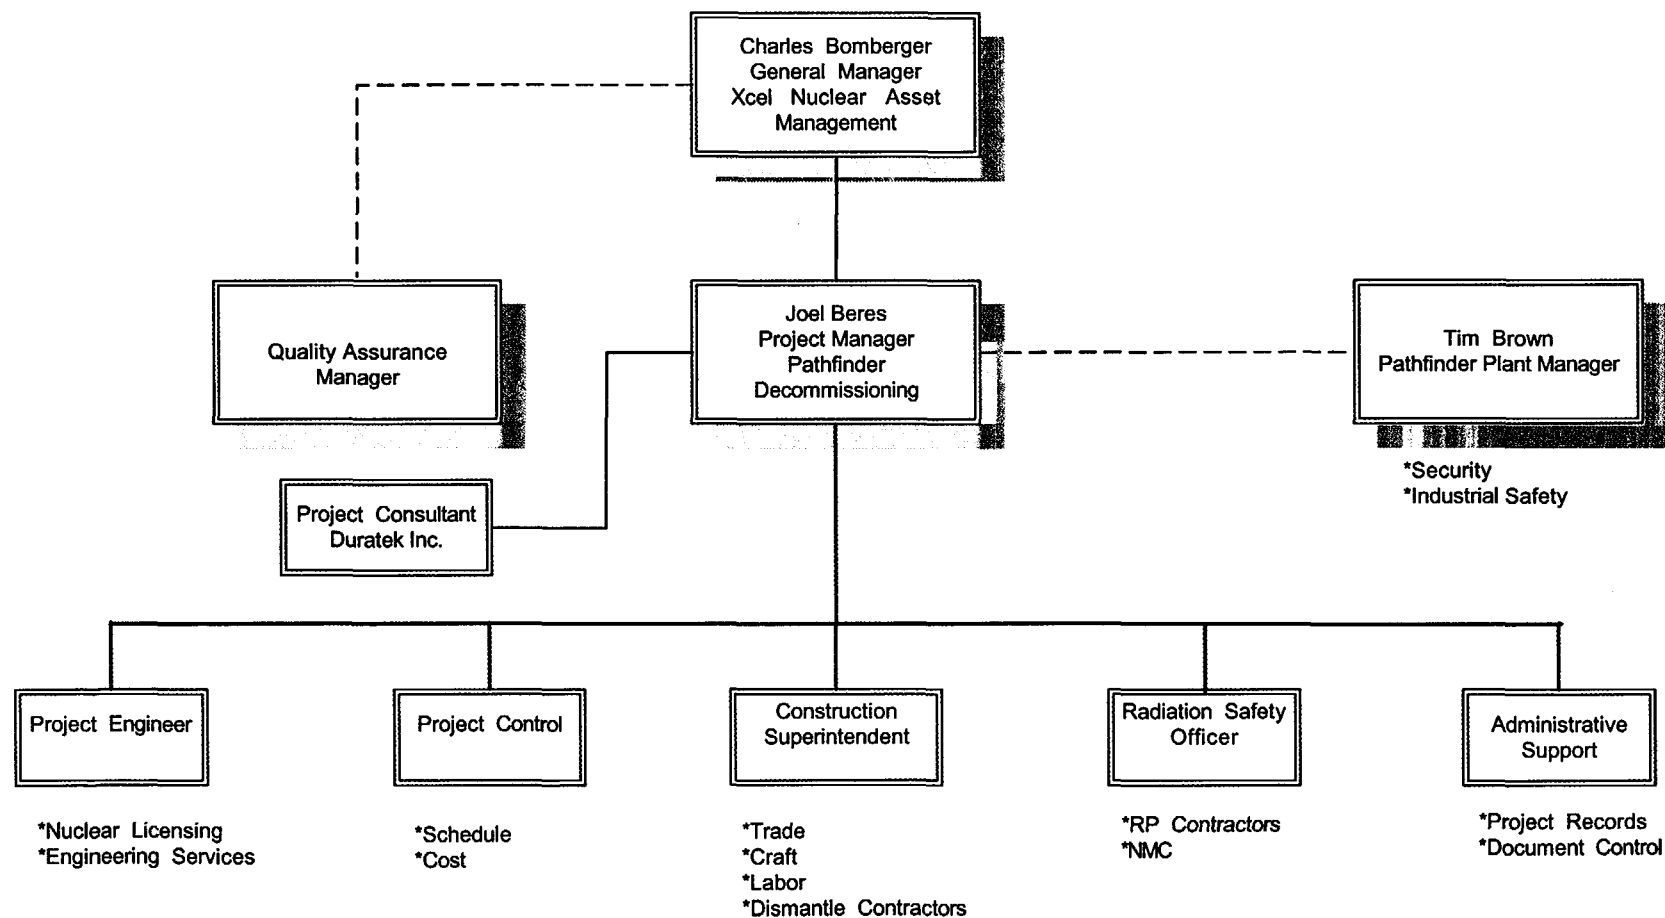 Charles Bomberger
General Manager
Xcel Nuclear Asset
Management
Quality Assurance
Manager
Joel Beres
Project Manager
Pathfinder
Decommissioning
Tim Brown
Pathfinder Plant Manager
*Security
*Industrial Safety
Project Consultant
Duratek Inc.
Project Engineer
*Nuclear Licensing
*Engineering Services
Project Control
*Schedule
*Cost
Construction
Superintendent
*Trade
*Craft
*Labor
*Dismantle Contractors
Radiation Safety
Officer
*RP Contractors
*NMC
Administrative
Support
*Project Records
*Document Control